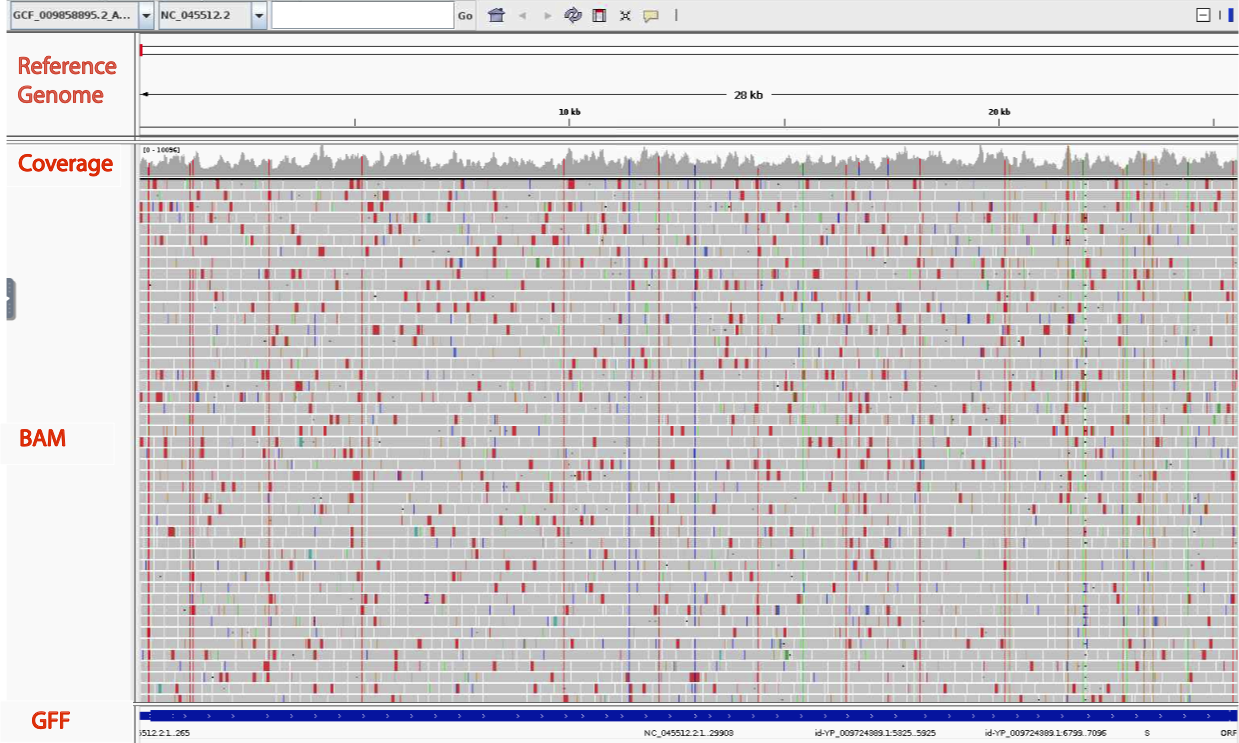 GCF_009858895.2_A... NC_045512.2 Go
Reference
Genome
28 kb
10 kb 20 kb
Coverage
[0 - 10096]
BAM
GFF
512.2:1..265 NC_045512.2:1..29903 id-YP_009724389.1:5325..5925 id-YP_009724389.1:6799..7096 S ORF